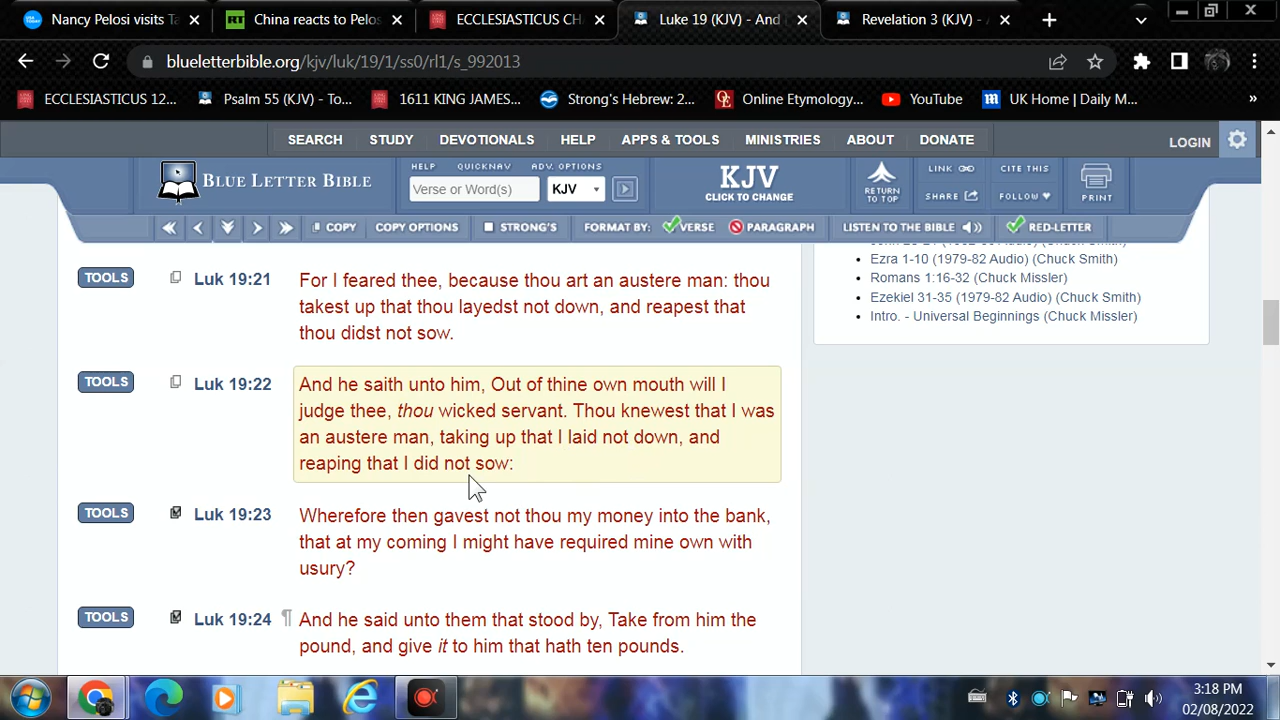 Nancy Pelosi visits Ta
China reacts to Pelos
ECCLESIASTICUS CH
Luke 19 (KJV) - And
Revelation 3 (KJV) - A
blueletterbible.org/kjv/luk/19/1/ss0/rl1/s_992013
ECCLESIASTICUS 12...
Psalm 55 (KJV) - To...
1611 KING JAMES...
Strong's Hebrew: 2...
Online Etymology...
YouTube
UK Home | Daily M...
SEARCH STUDY DEVOTIONALS HELP APPS & TOOLS MINISTRIES ABOUT DONATE LOGIN
BLUE LETTER BIBLE
HELP QUICKNAV ADV. OPTIONS
Verse or Word(s)
KJV
KJV
CLICK TO CHANGE
RETURN
TO TOP
LINK
CITE THIS
SHARE
FOLLOW
PRINT
COPY COPY OPTIONS STRONG'S FORMAT BY: VERSE PARAGRAPH LISTEN TO THE BIBLE RED-LETTER
Ezra 1-10 (1979-82 Audio) (Chuck Smith)
Romans 1:16-32 (Chuck Missler)
Ezekiel 31-35 (1979-82 Audio) (Chuck Smith)
Intro. - Universal Beginnings (Chuck Missler)
TOOLS Luk 19:21 For I feared thee, because thou art an austere man: thou
takest up that thou layedst not down, and reapest that
thou didst not sow.
TOOLS Luk 19:22 And he saith unto him, Out of thine own mouth will I
judge thee, thou wicked servant. Thou knewest that I was
an austere man, taking up that I laid not down, and
reaping that I did not sow:
TOOLS Luk 19:23 Wherefore then gavest not thou my money into the bank,
that at my coming I might have required mine own with
usury?
TOOLS Luk 19:24 ¶ And he said unto them that stood by, Take from him the
pound, and give it to him that hath ten pounds.
3:18 PM
02/08/2022